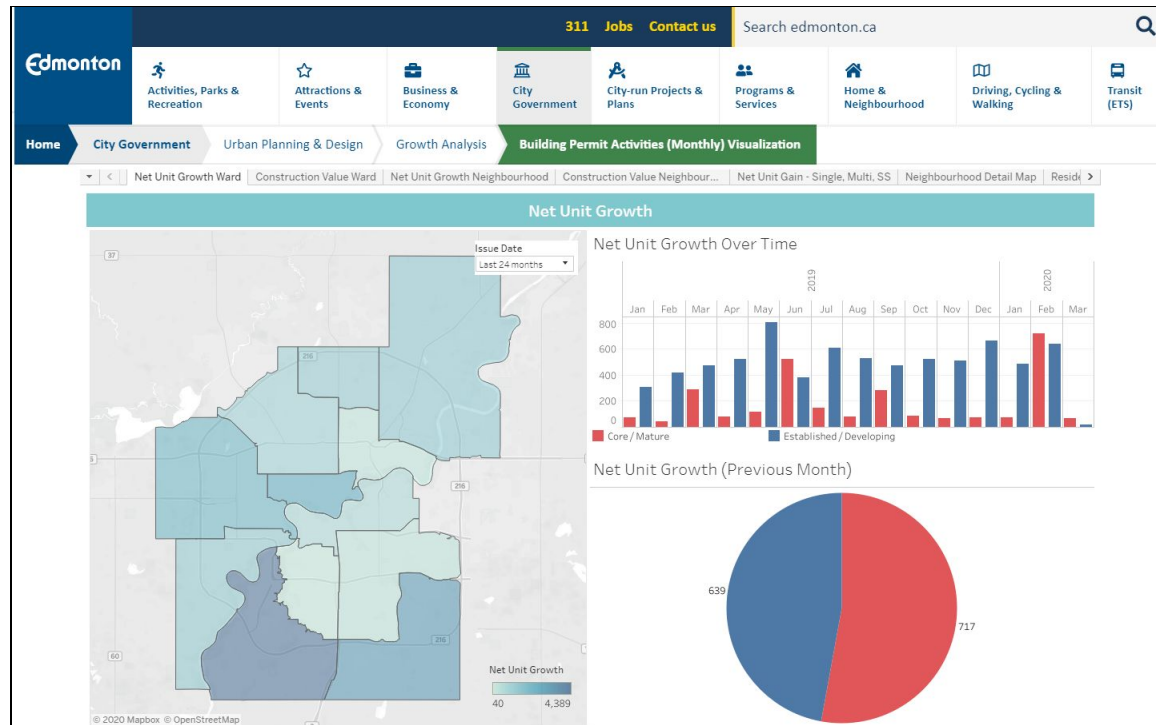 311 Jobs Contact us Search edmonton.ca
Edmonton
Activities, Parks & Recreation
Attractions & Events
Business & Economy
City Government
City-run Projects & Plans
Programs & Services
Home & Neighbourhood
Driving, Cycling & Walking
Transit (ETS)
Home City Government Urban Planning & Design Growth Analysis Building Permit Activities (Monthly) Visualization
Net Unit Growth Ward Construction Value Ward Net Unit Growth Neighbourhood Construction Value Neighbour... Net Unit Gain - Single, Multi, SS Neighbourhood Detail Map Reside
Net Unit Growth
Issue Date
Last 24 months
37
216
216
216
60
Net Unit Growth
40 4,389
© 2020 Mapbox © OpenStreetMap
Net Unit Growth Over Time
2019 2020
Jan Feb Mar Apr May Jun Jul Aug Sep Oct Nov Dec Jan Feb Mar
800
600
400
200
0
Core / Mature Established / Developing
Net Unit Growth (Previous Month)
639
717